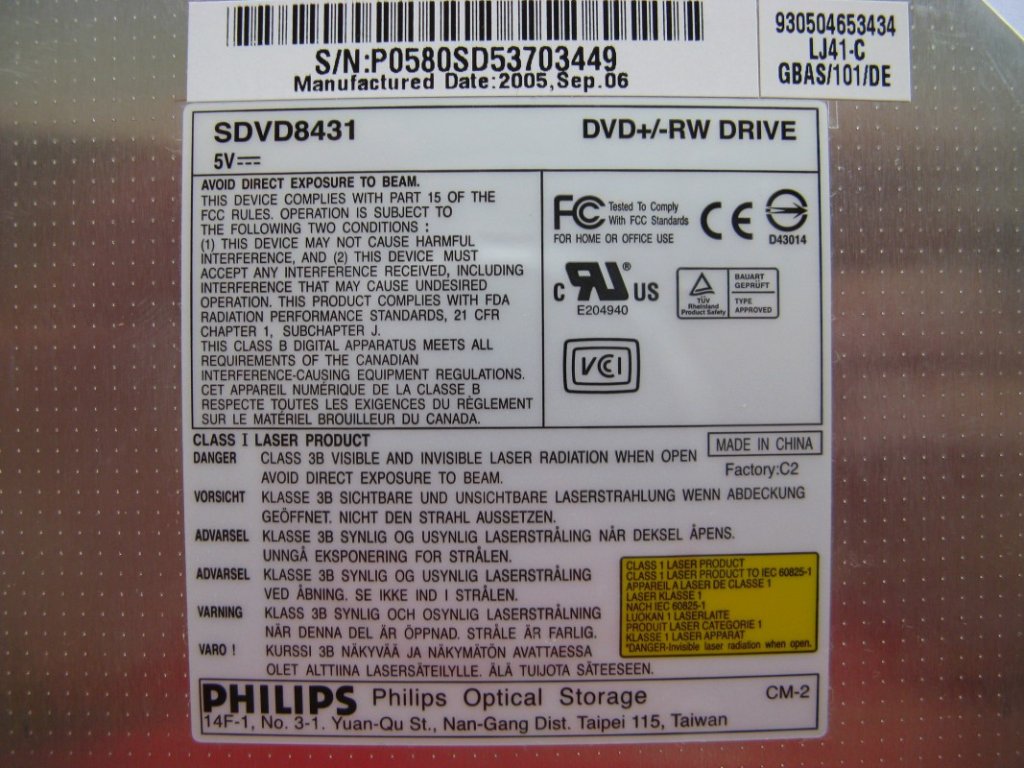 S/N:P0580SD53703449
Manufactured Date:2005,Sep.06
930504653434
LJ41-C
GBAS/101/DE
SDVD8431
DVD+/-RW DRIVE
5V
AVOID DIRECT EXPOSURE TO BEAM.
THIS DEVICE COMPLIES WITH PART 15 OF THE
FCC RULES. OPERATION IS SUBJECT TO
THE FOLLOWING TWO CONDITIONS :
(1) THIS DEVICE MAY NOT CAUSE HARMFUL
INTERFERENCE, AND (2) THIS DEVICE MUST
ACCEPT ANY INTERFERENCE RECEIVED, INCLUDING
INTERFERENCE THAT MAY CAUSE UNDESIRED
OPERATION. THIS PRODUCT COMPLIES WITH FDA
RADIATION PERFORMANCE STANDARDS, 21 CFR
CHAPTER 1, SUBCHAPTER J.
THIS CLASS B DIGITAL APPARATUS MEETS ALL
REQUIREMENTS OF THE CANADIAN
INTERFERENCE-CAUSING EQUIPMENT REGULATIONS.
CET APPAREIL NUMÉRIQUE DE LA CLASSE B
RESPECTE TOUTES LES EXIGENCES DU RÈGLEMENT
SUR LE MATÉRIEL BROUILLEUR DU CANADA.
FC Tested To Comply
With FCC Standards
FOR HOME OR OFFICE USE
CE
D43014
C RU ® US
E204940
TÜV
Rheinland
Product Safety
BAUART
GEPRÜFT
TYPE
APPROVED
VCCI
CLASS I LASER PRODUCT
MADE IN CHINA
Factory:C2
DANGER CLASS 3B VISIBLE AND INVISIBLE LASER RADIATION WHEN OPEN
AVOID DIRECT EXPOSURE TO BEAM.
VORSICHT KLASSE 3B SICHTBARE UND UNSICHTBARE LASERSTRAHLUNG WENN ABDECKUNG
GEÖFFNET. NICHT DEN STRAHL AUSSETZEN.
ADVARSEL KLASSE 3B SYNLIG OG USYNLIG LASERSTRÅLING NÅR DEKSEL ÅPENS.
UNNGÅ EKSPONERING FOR STRÅLEN.
ADVARSEL KLASSE 3B SYNLIG OG USYNLIG LASERSTRÅLING
VED ÅBNING. SE IKKE IND I STRÅLEN.
VARNING KLASS 3B SYNLIG OCH OSYNLIG LASERSTRÅLNING
NÄR DENNA DEL ÄR ÖPPNAD. STRÅLE ÄR FARLIG.
VARO ! KURSSI 3B NÄKYVÄÄ JA NÄKYMÄTÖN AVATTAESSA
OLET ALTTIINA LASERSÄTEILYLLE. ÄLÄ TUIJOTA SÄTEESEEN.
CLASS 1 LASER PRODUCT
CLASS 1 LASER PRODUCT TO IEC 60825-1
APPAREIL A LASER DE CLASSE 1
LASER KLASSE 1
NACH IEC 60825-1
LUOKAN 1 LASERLAITE
PRODUIT LASER CATEGORIE 1
KLASSE 1 LASER APPARAT
"DANGER-Invisible laser radiation when open.
PHILIPS Philips Optical Storage CM-2
14F-1, No. 3-1. Yuan-Qu St., Nan-Gang Dist. Taipei 115, Taiwan